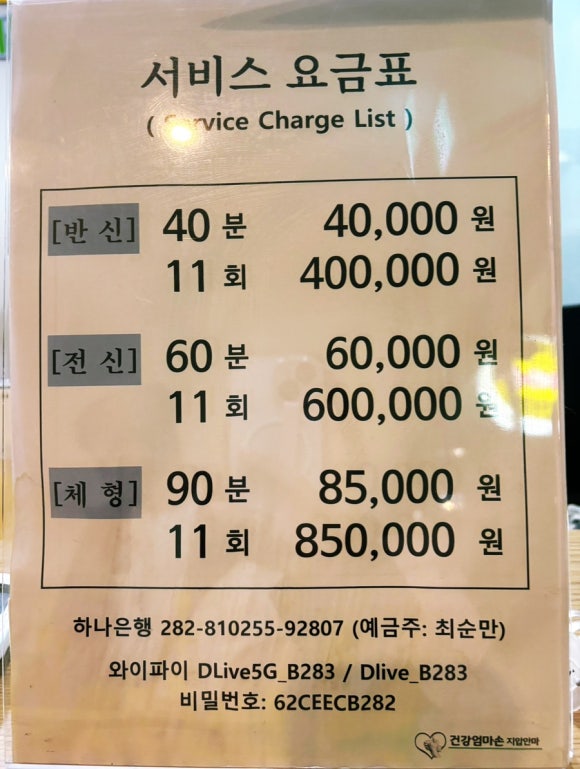 서비스 요금표
( Service Charge List )
[반 신] 40 분 40,000 원
11 회 400,000 원
[전 신] 60 분 60,000 원
11 회 600,000 원
[체 형] 90 분 85,000 원
11 회 850,000 원
하나은행 282-810255-92807 (예금주: 최순만)
와이파이 DLive5G_B283 / Dlive_B283
비밀번호: 62CEECB282
건강엄마손 지압안마